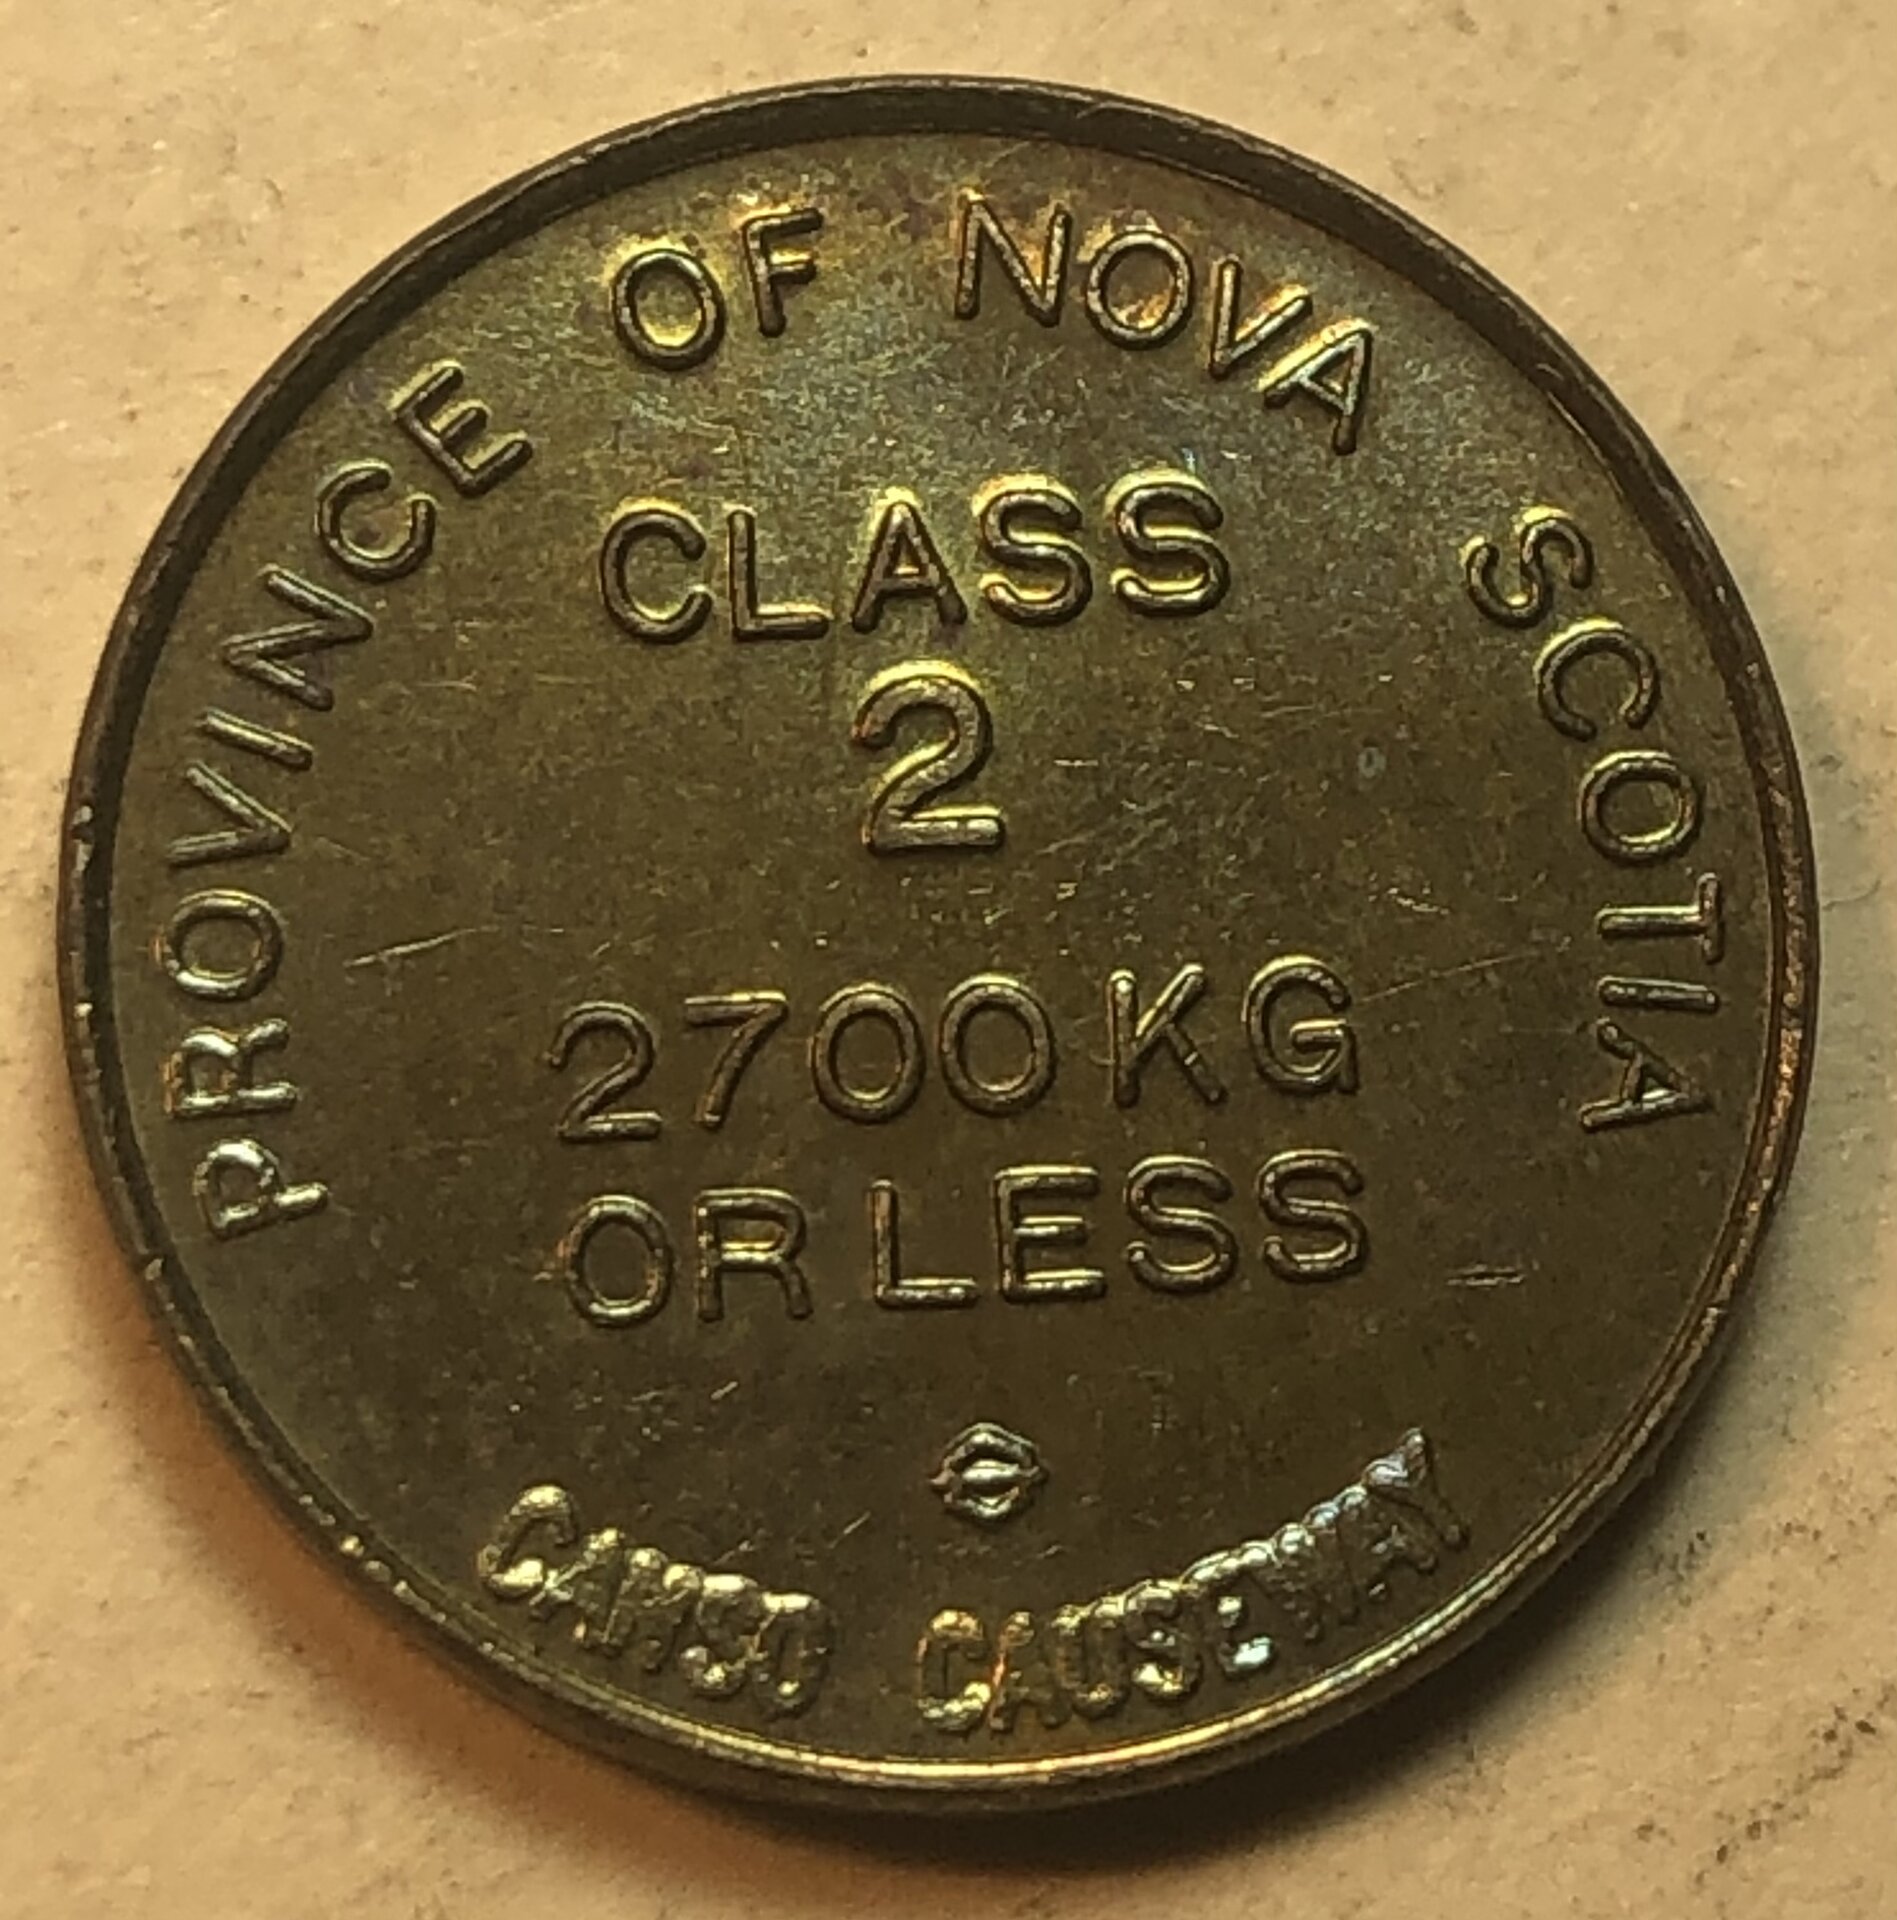 PROVINCE OF NOVA SCOTIA
CLASS
2
2700 KG
OR LESS
CANSO CAUSEWAY